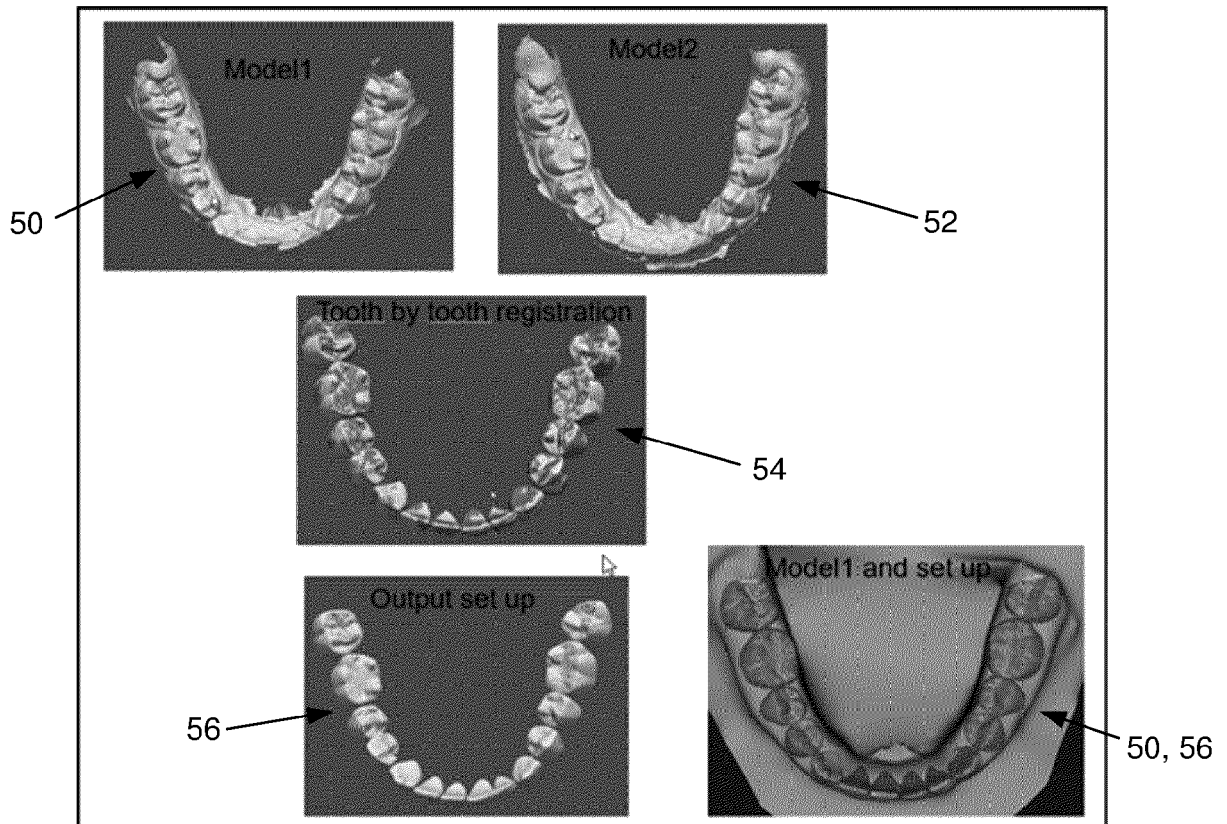 Model1
Model2
50
52
Tooth by tooth registration
54
Output set up
Model1 and set up
56
50, 56